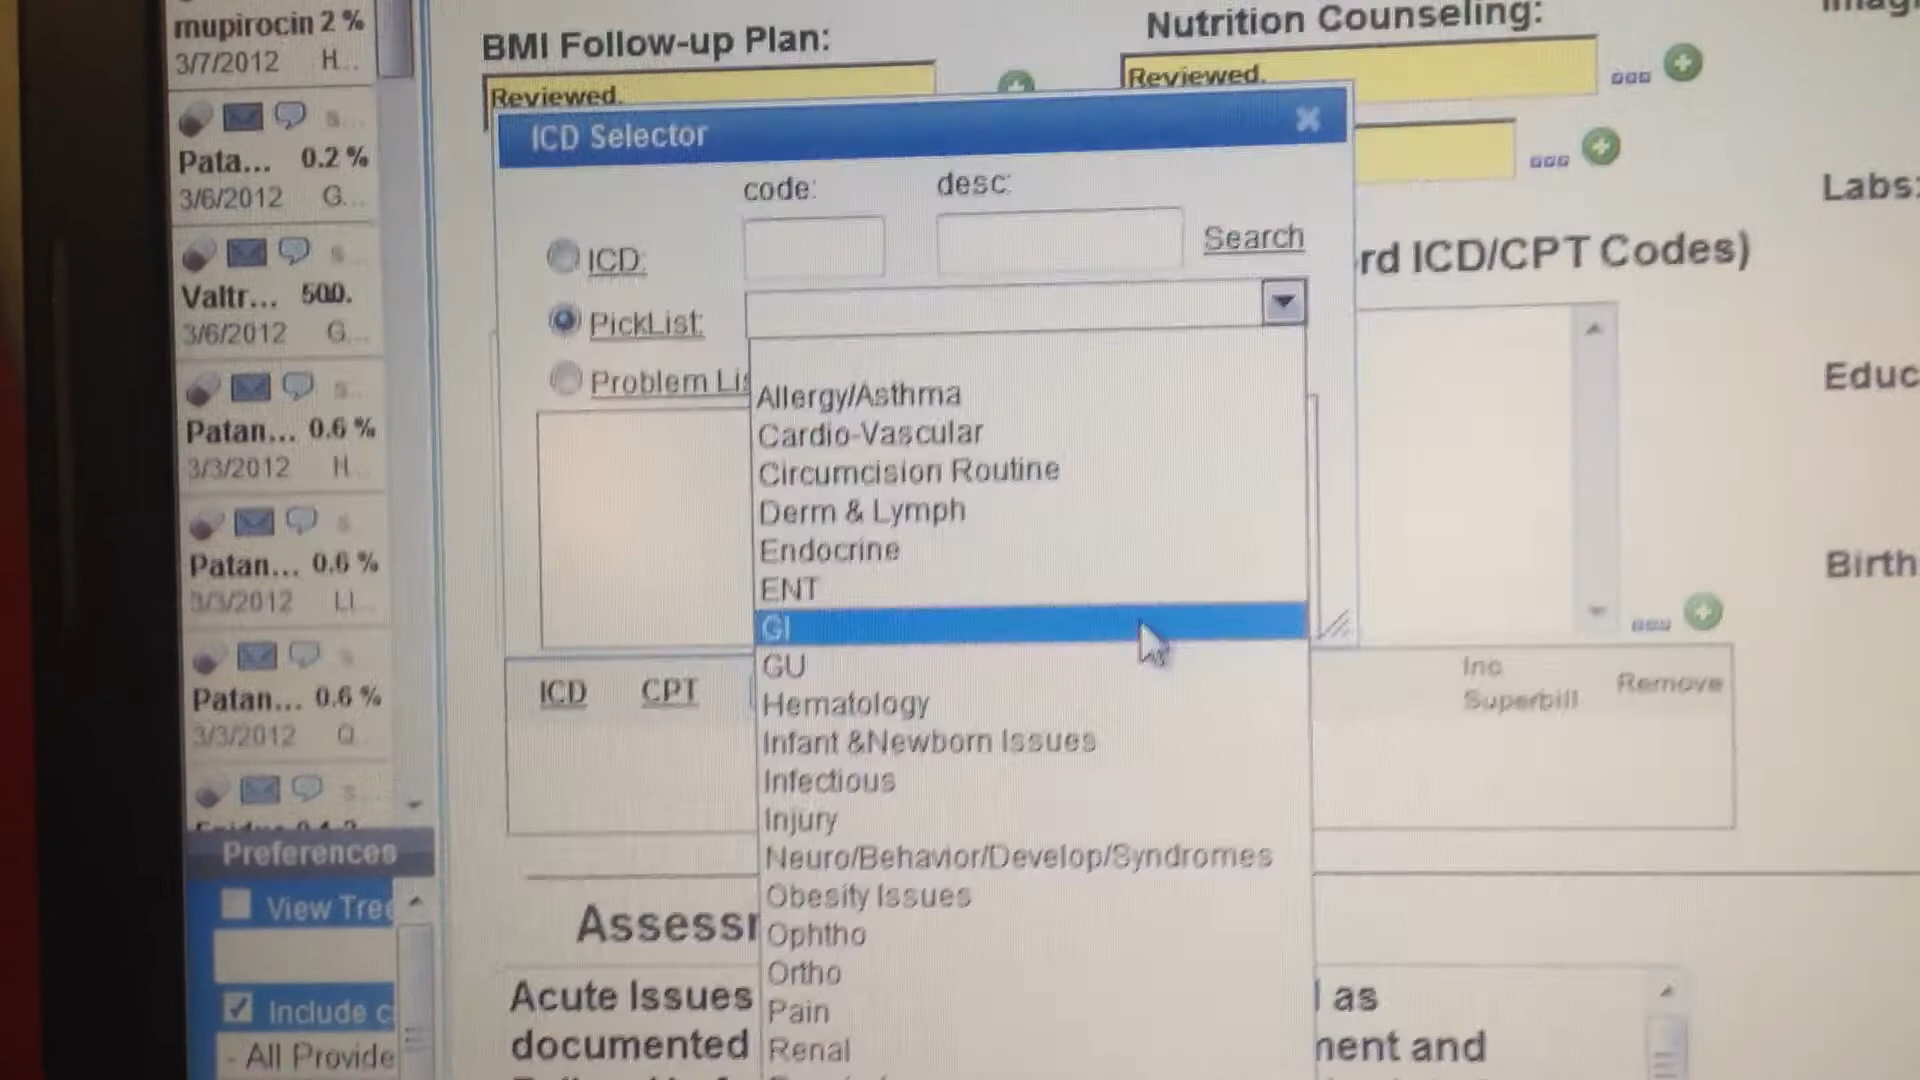 mupirocin 2 %
3/7/2012 H...
Pata... 0.2 %
3/6/2012 G...
Valtr... 500.
3/6/2012 G...
Patan... 0.6 %
3/3/2012 H...
Patan... 0.6 %
3/3/2012 LI...
Patan... 0.6 %
3/3/2012 Q...
Preferences
View Tree
Include c
- All Provide
BMI Follow-up Plan:
Reviewed.
Nutrition Counseling:
Reviewed.
ICD Selector
code:
desc:
ICD:
Search
PickList:
Problem Lis
Allergy/Asthma
Cardio-Vascular
Circumcision Routine
Derm & Lymph
Endocrine
ENT
GI
GU
Hematology
Infant &Newborn Issues
Infectious
Injury
Neuro/Behavior/Develop/Syndromes
Obesity Issues
Ophtho
Ortho
Pain
Renal
rd ICD/CPT Codes)
ICD CPT
Inc
Superbill
Remove
Assessm
Acute Issues
as
documented
ment and
Labs:
Educ
Birth